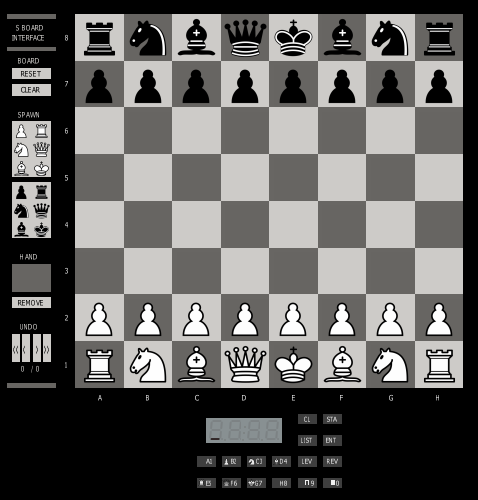 S BOARD
INTERFACE
BOARD
RESET
CLEAR
SPAWN
HAND
REMOVE
UNDO
0 / 0
8
7
6
5
4
3
2
1
A B C D E F G H
CL STA
LIST ENT
A1 B2 C3 D4 LEV REV
E5 F6 G7 H8 9 0